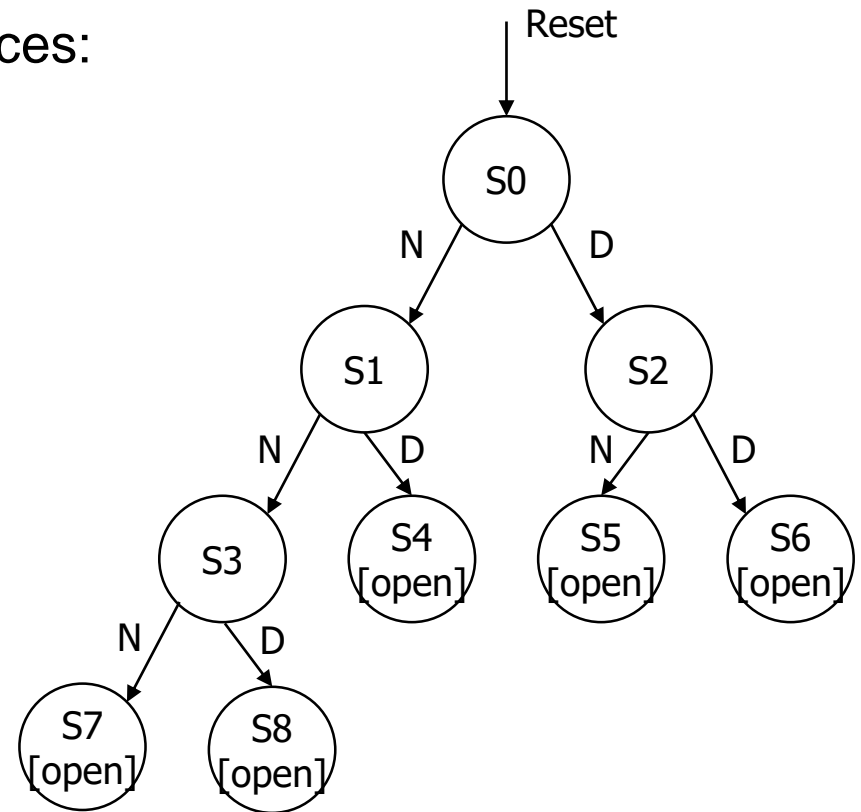 ces:
Reset
S0
N D
S1 S2
N D N D
S3 S4 S5 S6
[open] [open] [open]
N D
S7 S8
[open] [open]